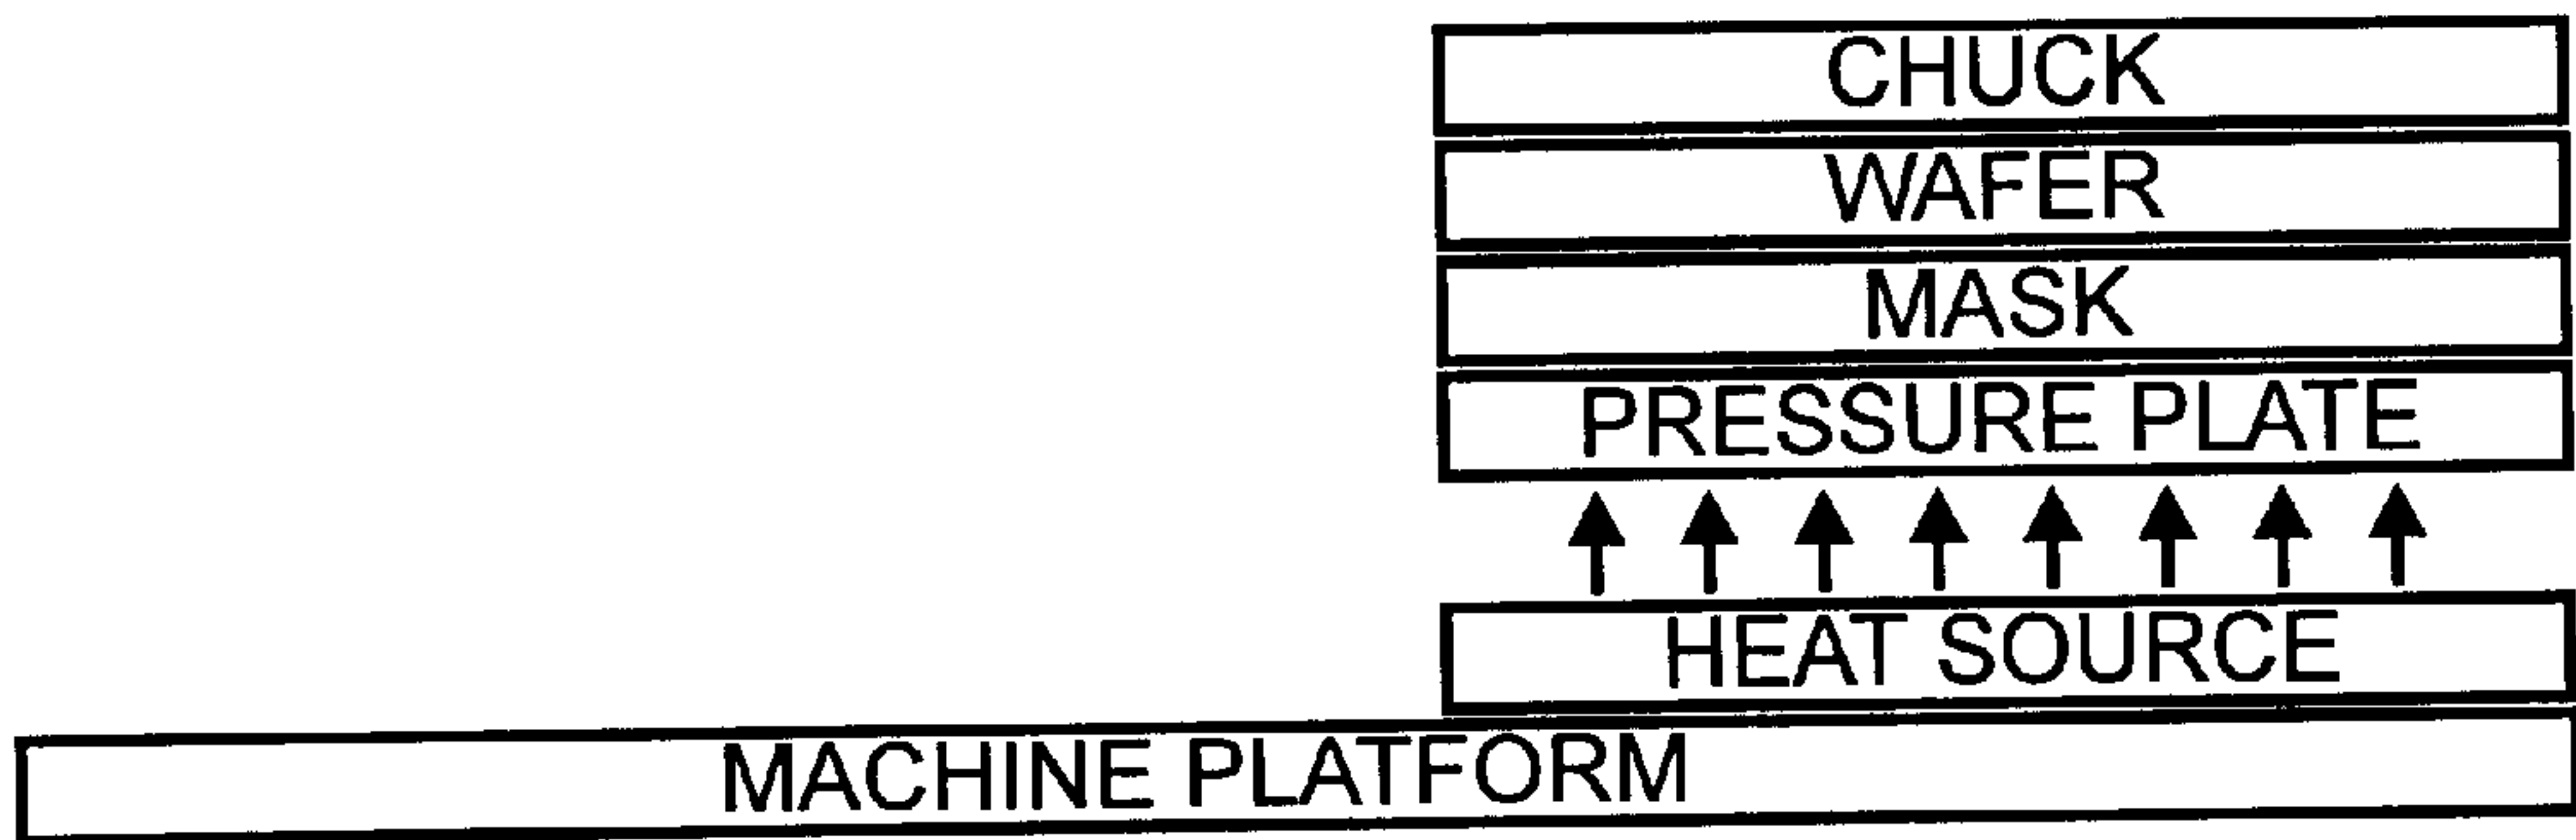 CHUCK
WAFER
MASK
PRESSURE PLATE
HEAT SOURCE
MACHINE PLATFORM